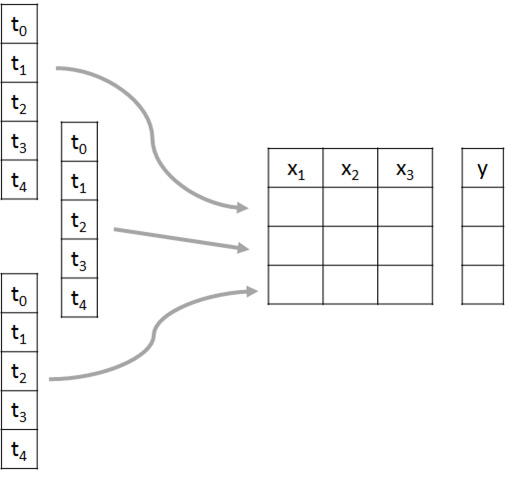 t₀
t₁
t₂
t₃
t₄
t₀
t₁
t₂
t₃
t₄
t₀
t₁
t₂
t₃
t₄
x₁ x₂ x₃ y